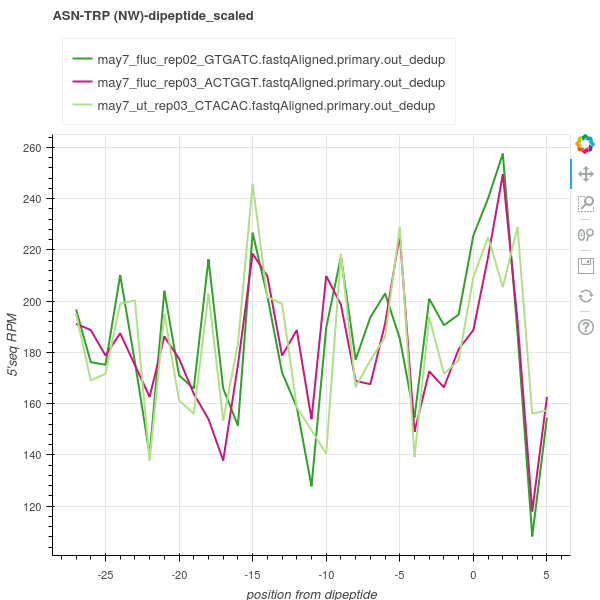 ASN-TRP (NW)-dipeptide_scaled
may7_fluc_rep02_GTGATC.fastqAligned.primary.out_dedup
may7_fluc_rep03_ACTGGT.fastqAligned.primary.out_dedup
may7_ut_rep03_CTACAC.fastqAligned.primary.out_dedup
260
240
220
200
180
160
140
120
5'seq RPM
-25
-20
-15
-10
-5
0
5
position from dipeptide